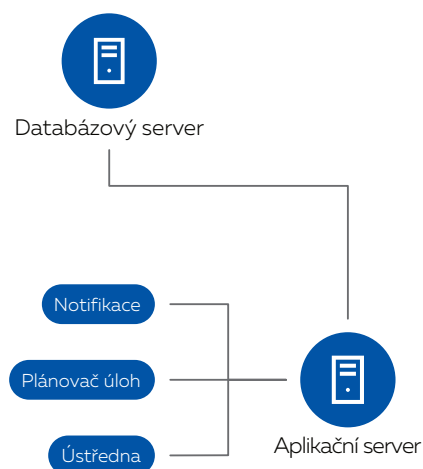 Databázový server
Notifikace
Plánovač úloh
Ústředna
Aplikační server